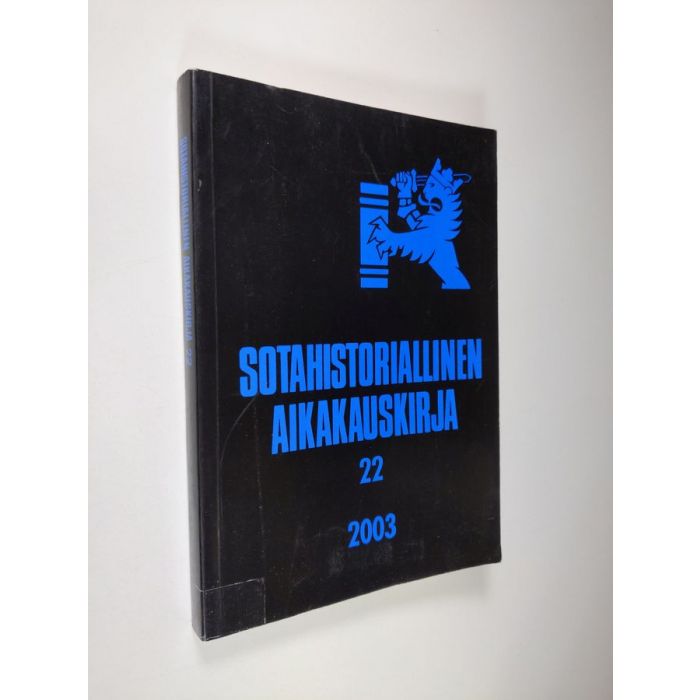 SOTAHISTORIALLINEN
AIKAKAUSKIRJA
22
2003
SOTAHISTORIALLINEN AIKAKAUSKIRJA 22